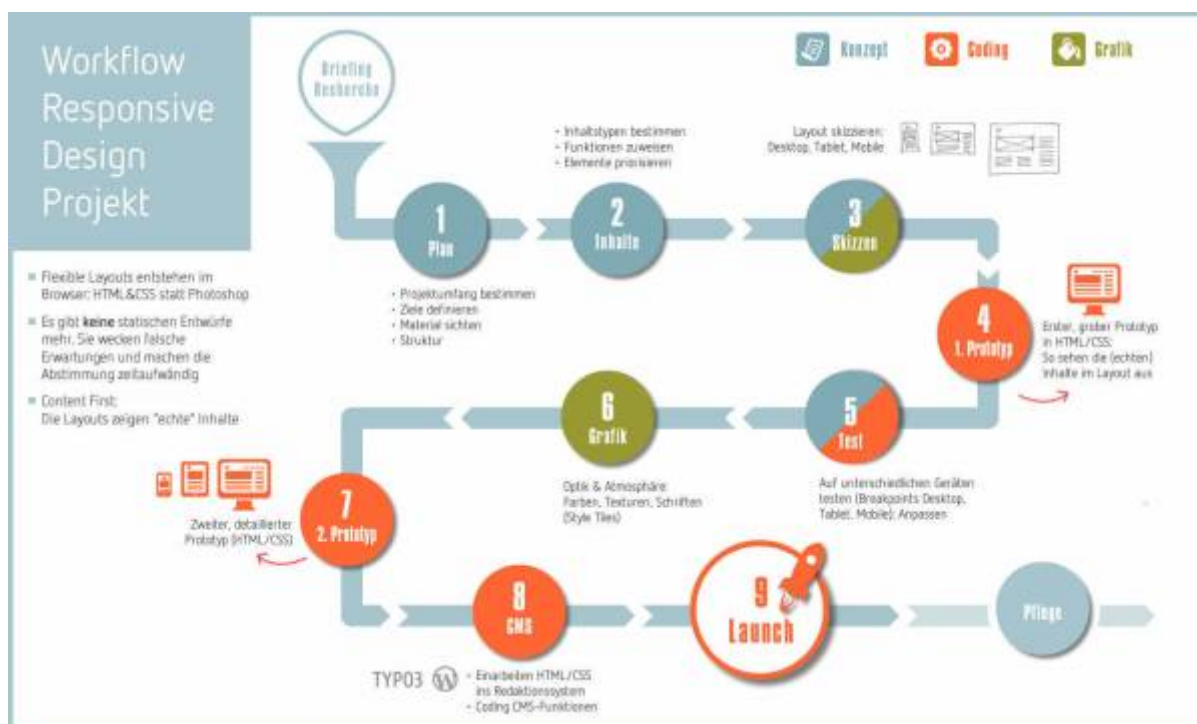 Workflow
Responsive
Design
Projekt
Flexible Layouts entstehen im
Browser: HTML&CSS statt Photoshop
Es gibt keine statischen Entwürfe
mehr. Sie wecken falsche
Erwartungen und machen die
Abstimmung zeitaufwändig
Content First:
Die Layouts zeigen "echte" Inhalte
Briefing
Recherche
Konzept
Coding
Grafik
1
Plan
• Projektumfang bestimmen
• Ziele definieren
• Material sichten
• Struktur
• Inhaltstypen bestimmen
• Funktionen zuweisen
• Elemente priorisieren
2
Inhalte
Layout skizzieren:
Desktop, Tablet, Mobile
3
Skizzen
4
1. Prototyp
Erster, grober Prototyp
in HTML/CSS:
So sehen die (echten)
Inhalte im Layout aus
5
Test
Auf unterschiedlichen Geräten
testen (Breakpoints Desktop,
Tablet, Mobile); Anpassen
6
Grafik
Optik & Atmosphäre:
Farben, Texturen, Schriften
(Style Tiles)
7
2. Prototyp
Zweiter, detaillierter
Prototyp (HTML/CSS)
8
CMS
TYPO3
• Einarbeiten HTML/CSS
ins Redaktionssystem
• Coding CMS-Funktionen
9
Launch
Pflege